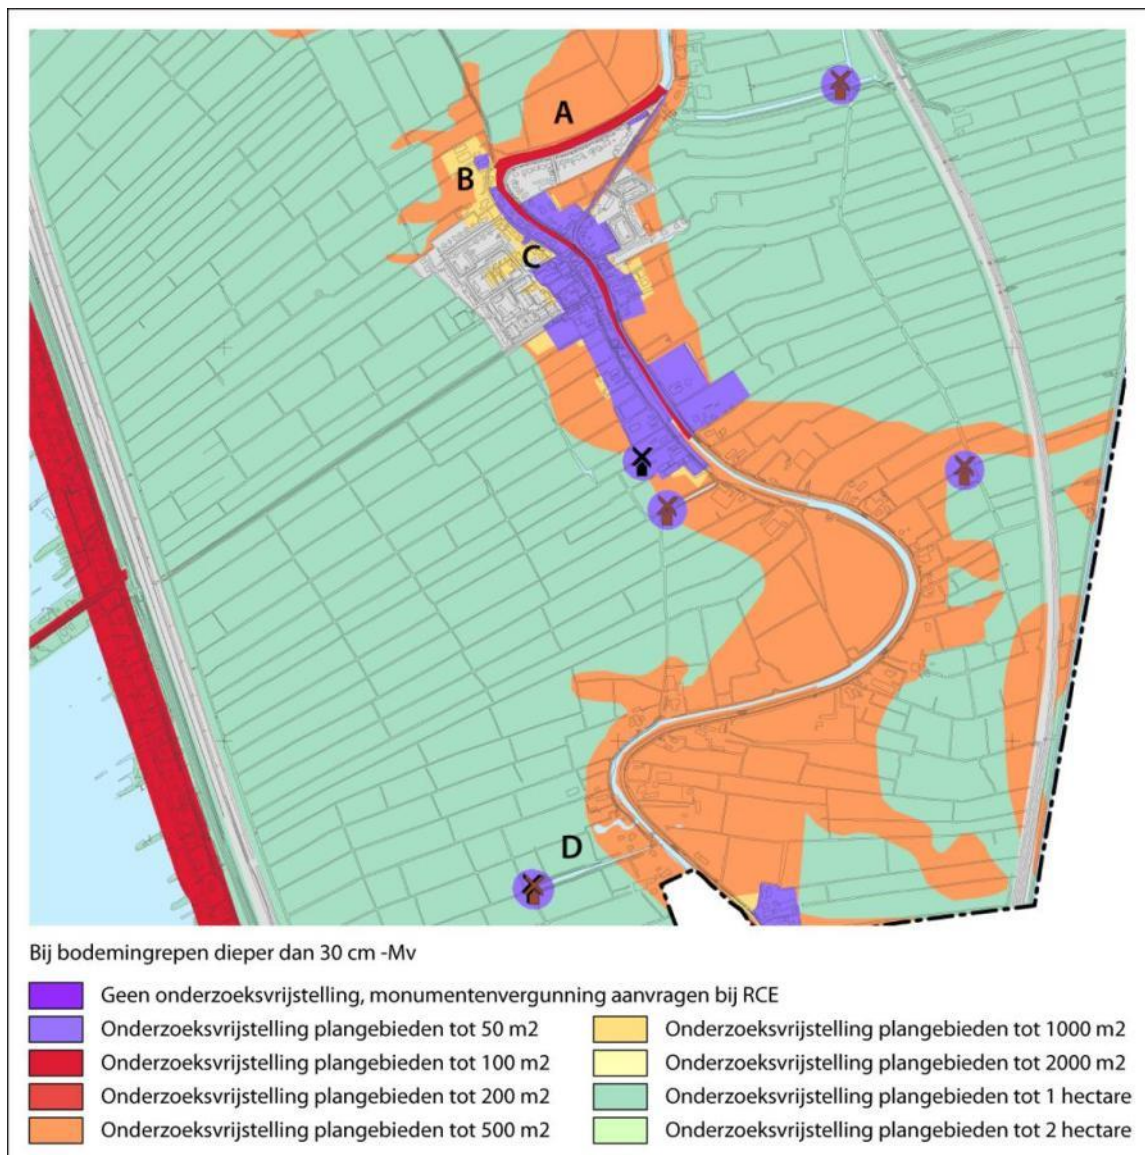 A
B
C
D
Bij bodemingrepen dieper dan 30 cm -Mv
Geen onderzoeksvrijstelling, monumentenvergunning aanvragen bij RCE
Onderzoeksvrijstelling plangebieden tot 50 m2
Onderzoeksvrijstelling plangebieden tot 100 m2
Onderzoeksvrijstelling plangebieden tot 200 m2
Onderzoeksvrijstelling plangebieden tot 500 m2
Onderzoeksvrijstelling plangebieden tot 1000 m2
Onderzoeksvrijstelling plangebieden tot 2000 m2
Onderzoeksvrijstelling plangebieden tot 1 hectare
Onderzoeksvrijstelling plangebieden tot 2 hectare